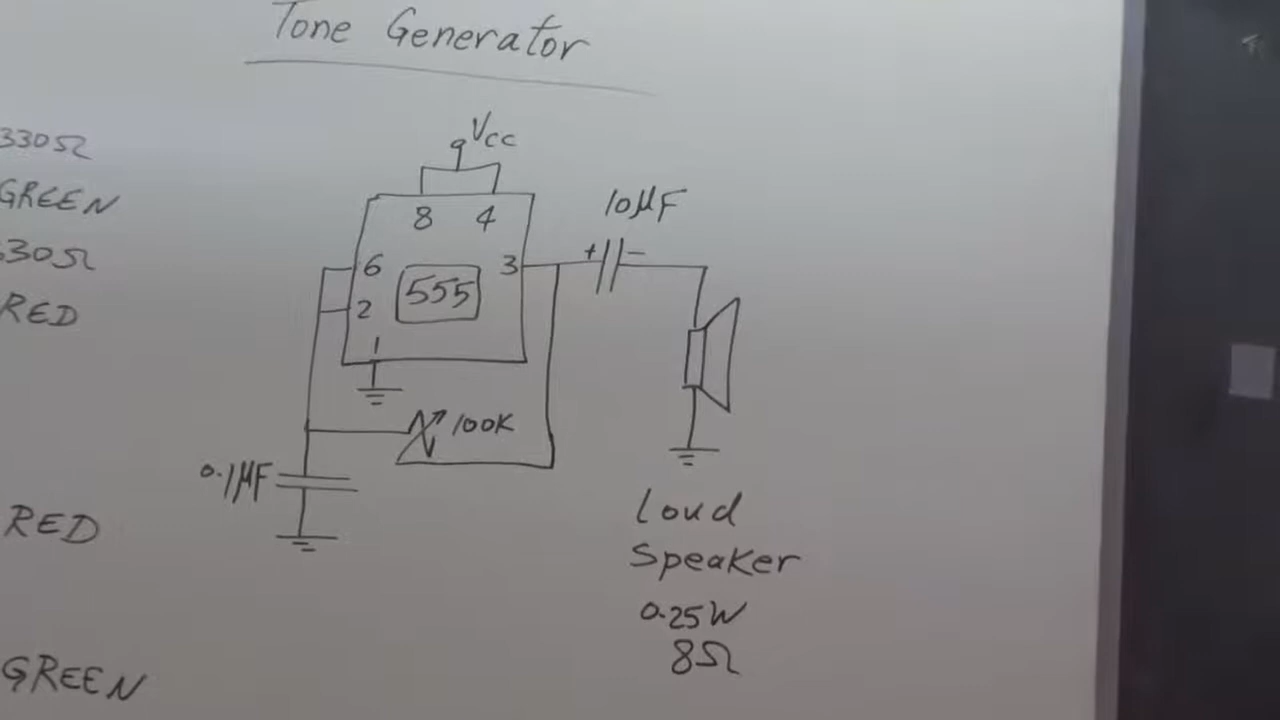 Tone Generator
330Ω
GREEN
330Ω
RED
RED
GREEN
Vcc
8 4
6
2
1
3
555
10μF
+ −
100K
0.1μF
Loud
Speaker
0.25W
8Ω